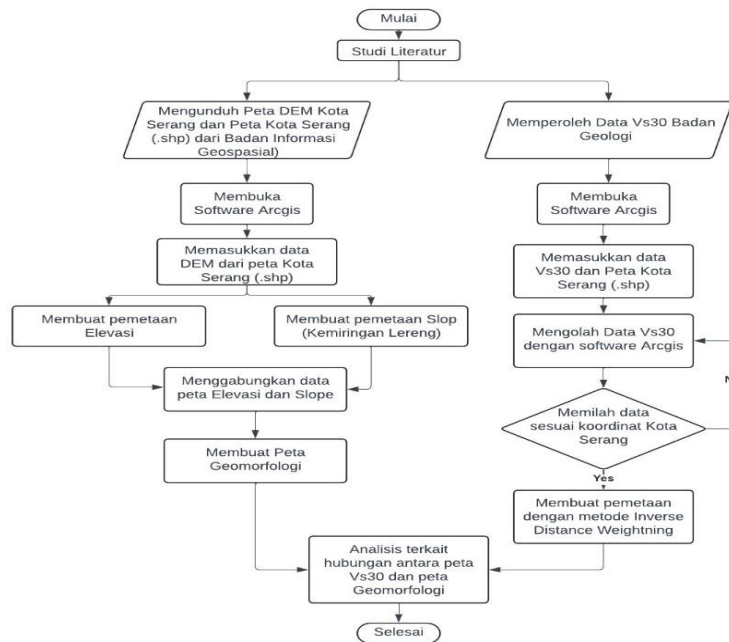 Mulai
Studi Literatur
Mengunduh Peta DEM Kota
Serang dan Peta Kota Serang
(.shp) dari Badan Informasi
Geospasial)
Membuka
Software Arcgis
Memasukkan data
DEM dari peta Kota
Serang (.shp)
Membuat pemetaan
Elevasi
Membuat pemetaan Slop
(Kemiringan Lereng)
Menggabungkan data
peta Elevasi dan Slope
Membuat Peta
Geomorfologi
Memperoleh Data Vs30 Badan
Geologi
Membuka
Software Arcgis
Memasukkan data
Vs30 dan Peta Kota
Serang (.shp)
Mengolah Data Vs30
dengan software Arcgis
Memilah data
sesuai koordinat Kota
Serang
Yes
Membuat pemetaan
dengan metode Inverse
Distance Weightning
Analisis terkait
hubungan antara peta
Vs30 dan peta
Geomorfologi
Selesai